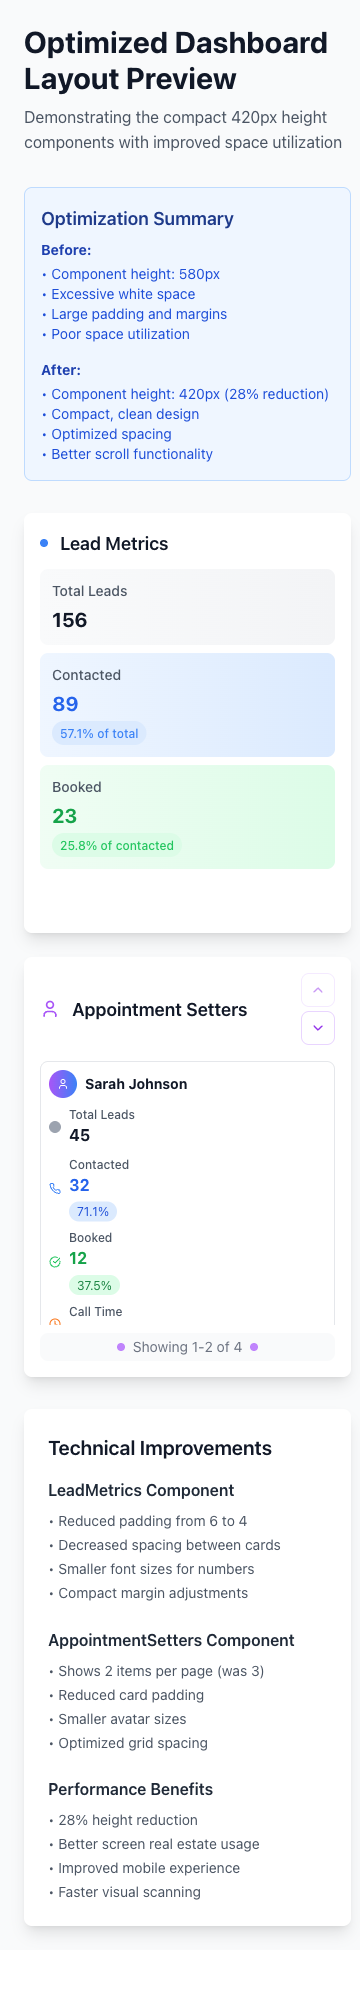 Optimized Dashboard
Layout Preview
Demonstrating the compact 420px height
components with improved space utilization
Optimization Summary
Before:
• Component height: 580px
• Excessive white space
• Large padding and margins
• Poor space utilization
After:
• Component height: 420px (28% reduction)
• Compact, clean design
• Optimized spacing
• Better scroll functionality
Lead Metrics
Total Leads
156
Contacted
89
57.1% of total
Booked
23
25.8% of contacted
Appointment Setters
Sarah Johnson
Total Leads
45
Contacted
32
71.1%
Booked
12
37.5%
Call Time
Showing 1-2 of 4
Technical Improvements
LeadMetrics Component
• Reduced padding from 6 to 4
• Decreased spacing between cards
• Smaller font sizes for numbers
• Compact margin adjustments
AppointmentSetters Component
• Shows 2 items per page (was 3)
• Reduced card padding
• Smaller avatar sizes
• Optimized grid spacing
Performance Benefits
• 28% height reduction
• Better screen real estate usage
• Improved mobile experience
• Faster visual scanning